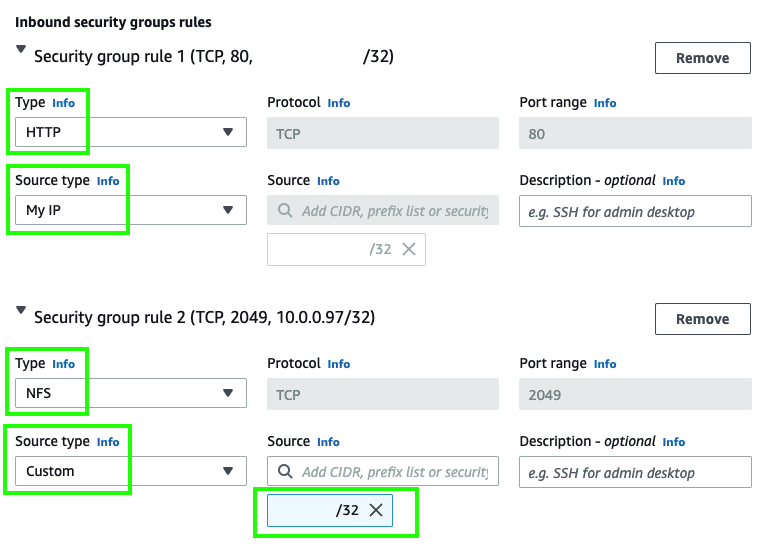 Inbound security groups rules
Security group rule 1 (TCP, 80, /32)
Remove
Type Info
Protocol Info
Port range Info
HTTP
TCP
80
Source type Info
Source Info
Description - optional Info
My IP
Add CIDR, prefix list or security
e.g. SSH for admin desktop
/32
Security group rule 2 (TCP, 2049, 10.0.0.97/32)
Remove
Type Info
Protocol Info
Port range Info
NFS
TCP
2049
Source type Info
Source Info
Description - optional Info
Custom
Add CIDR, prefix list or security
e.g. SSH for admin desktop
/32